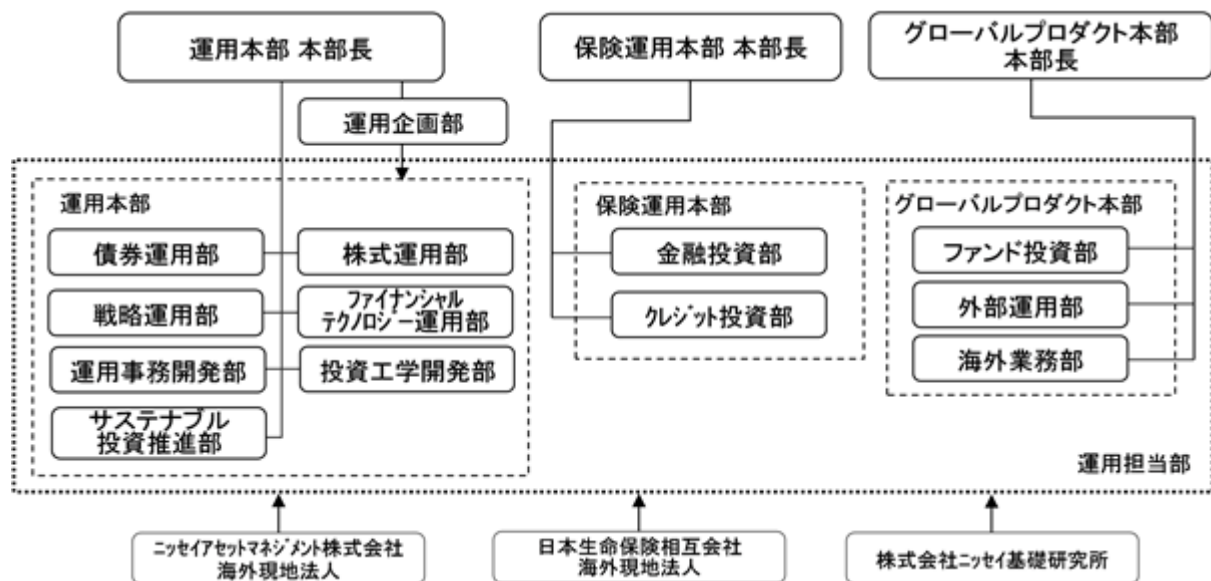 運用本部 本部長
保険運用本部 本部長
グローバルプロダクト本部
本部長
運用企画部
運用本部
債券運用部
株式運用部
戦略運用部
ファイナンシャル
テクノロジー運用部
運用事務開発部
投資工学開発部
サステナブル
投資推進部
保険運用本部
金融投資部
クレジット投資部
グローバルプロダクト本部
ファンド投資部
外部運用部
海外業務部
運用担当部
ニッセイアセットマネジメント株式会社
海外現地法人
日本生命保険相互会社
海外現地法人
株式会社ニッセイ基礎研究所